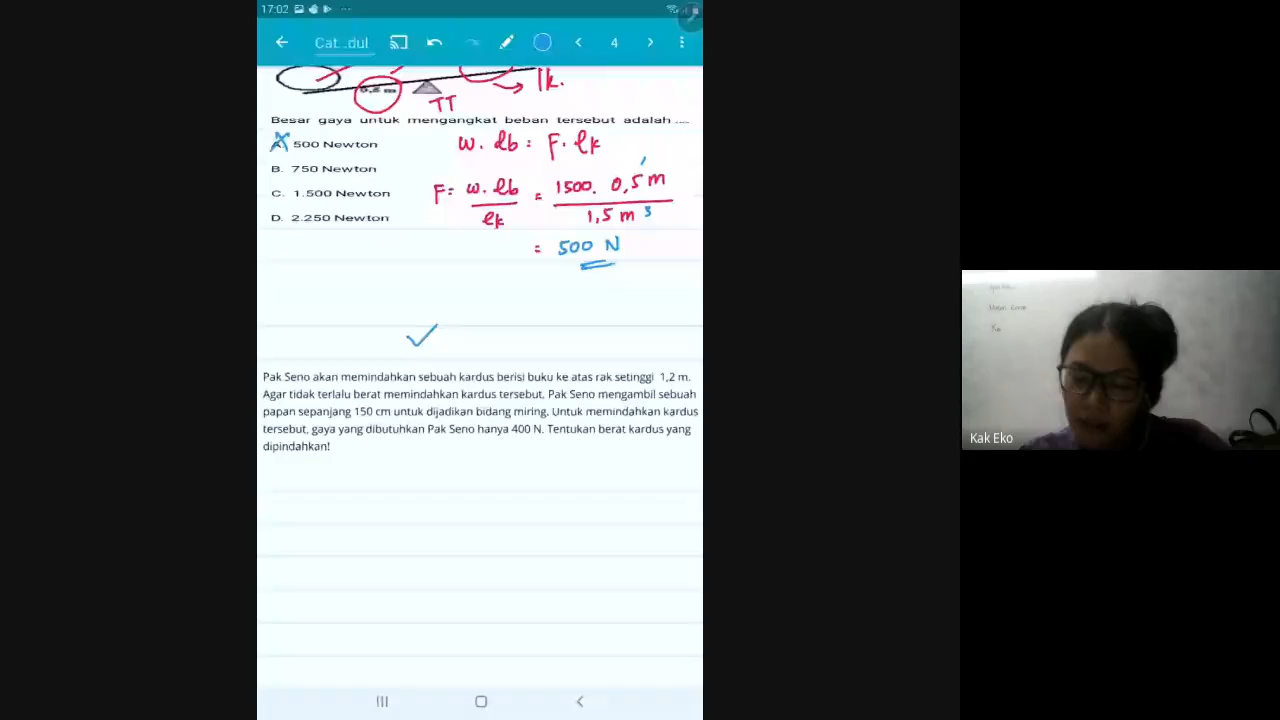 17:02
Cat...dul
4
0,5 m
lk.
TT
Besar gaya untuk mengangkat beban tersebut adalah ....
A. 500 Newton
w . lb = F . lk
B. 750 Newton
F = w . lb / lk = 1500 . 0,5 m / 1,5 m
1
3
C. 1.500 Newton
D. 2.250 Newton
= 500 N
Pak Seno akan memindahkan sebuah kardus berisi buku ke atas rak setinggi 1,2 m.
Agar tidak terlalu berat memindahkan kardus tersebut, Pak Seno mengambil sebuah
papan sepanjang 150 cm untuk dijadikan bidang miring. Untuk memindahkan kardus
tersebut, gaya yang dibutuhkan Pak Seno hanya 400 N. Tentukan berat kardus yang
dipindahkan!
Kak Eko